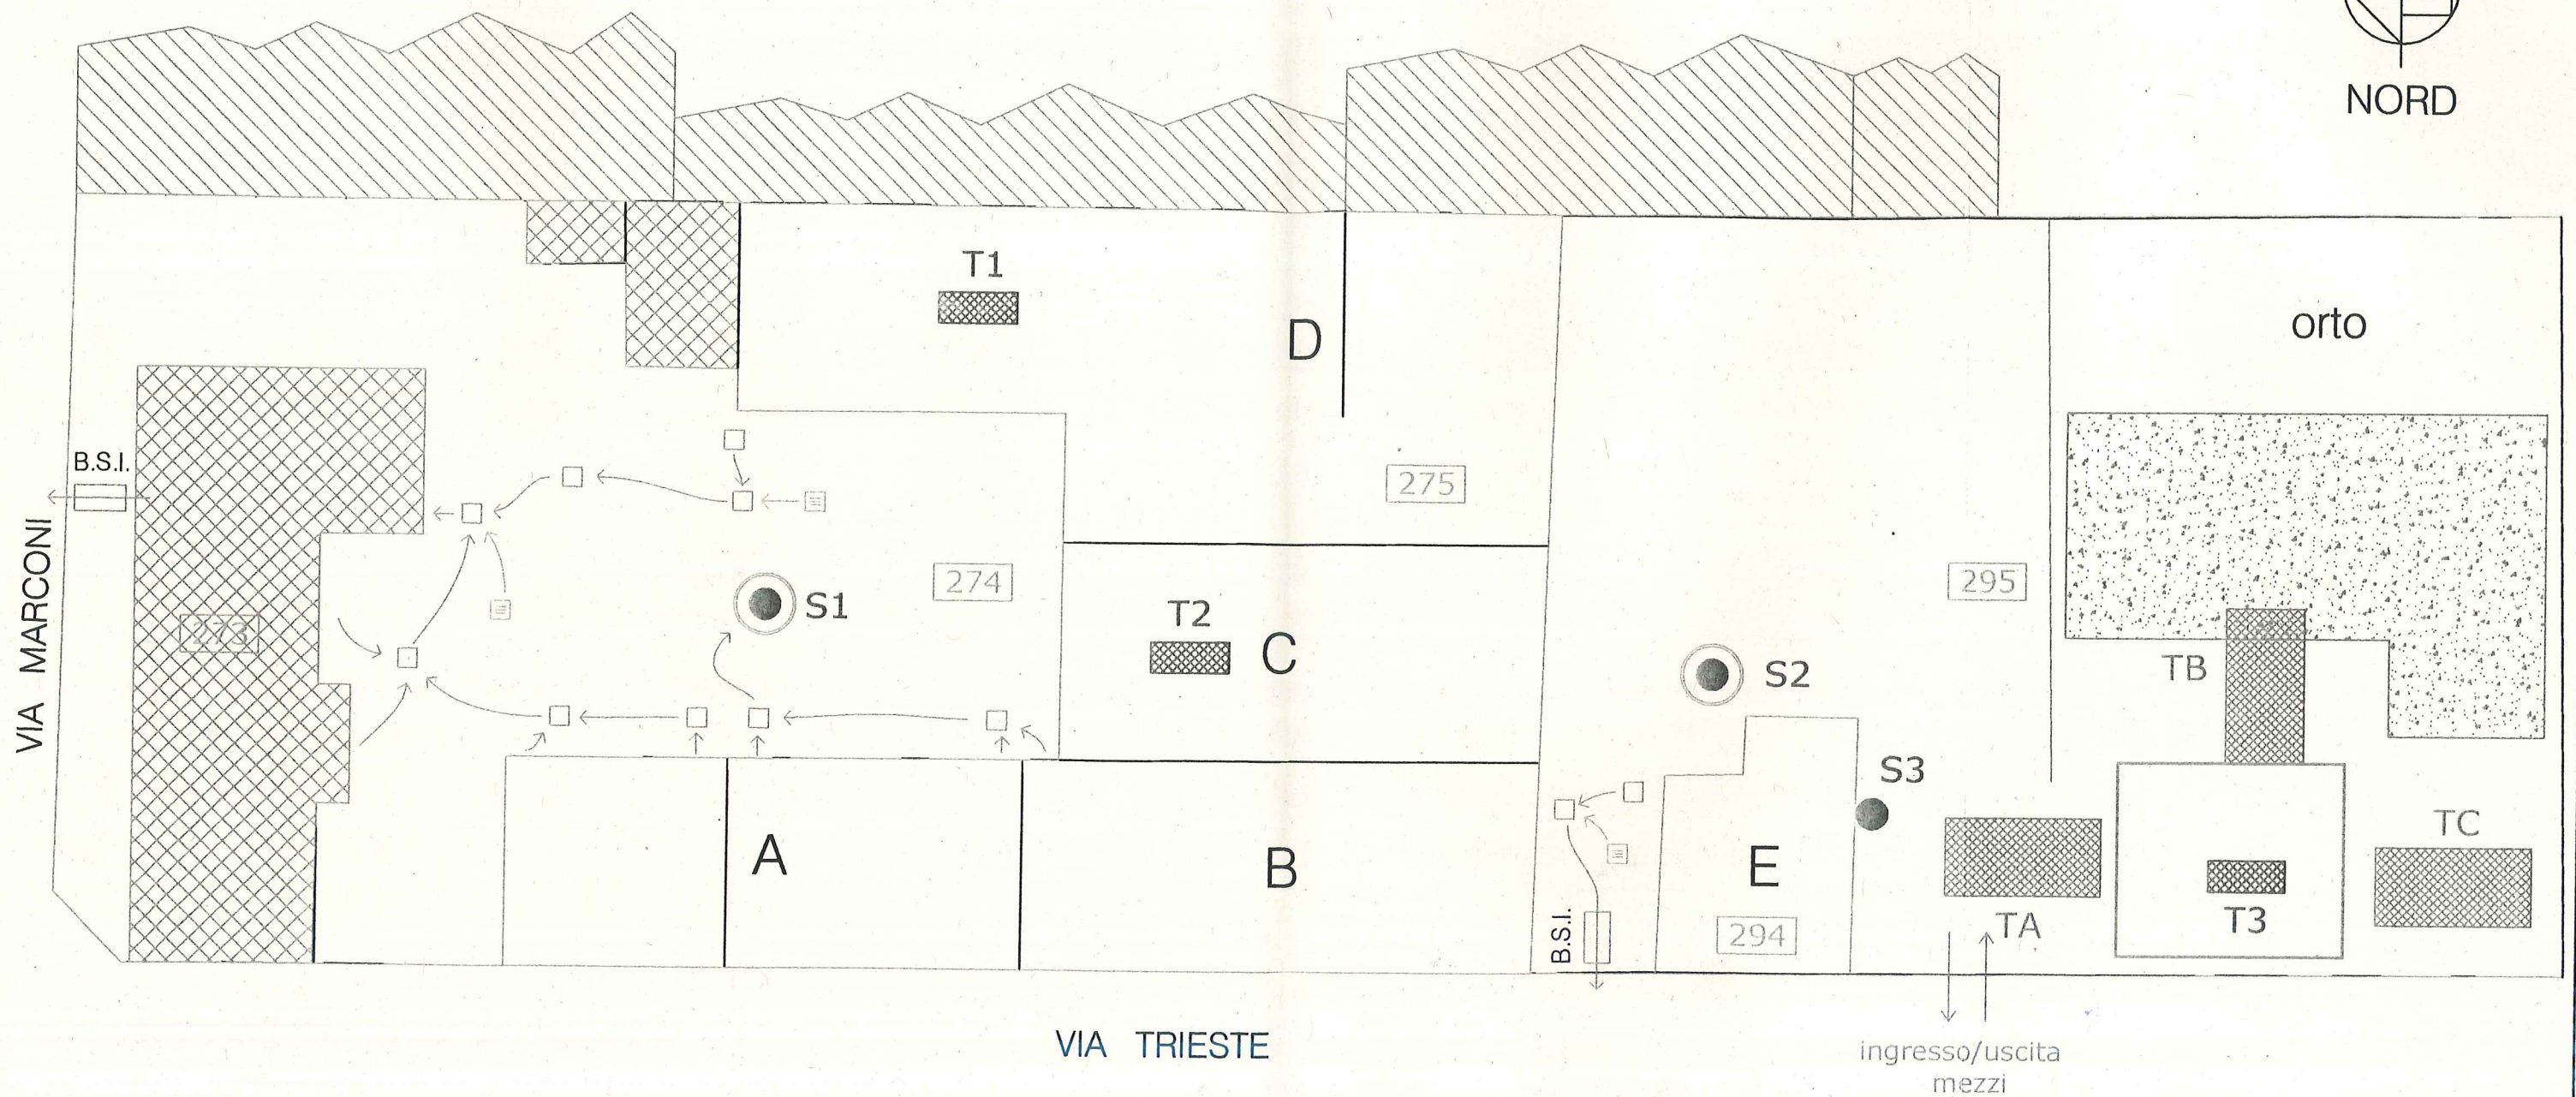 NORD
T1
D
orto
B.S.I.
275
VIA MARCONI
274
295
S1
T2
C
273
S2
TB
S3
A
B
E
TC
B.S.I.
294
TA
T3
VIA TRIESTE
ingresso/uscita
mezzi